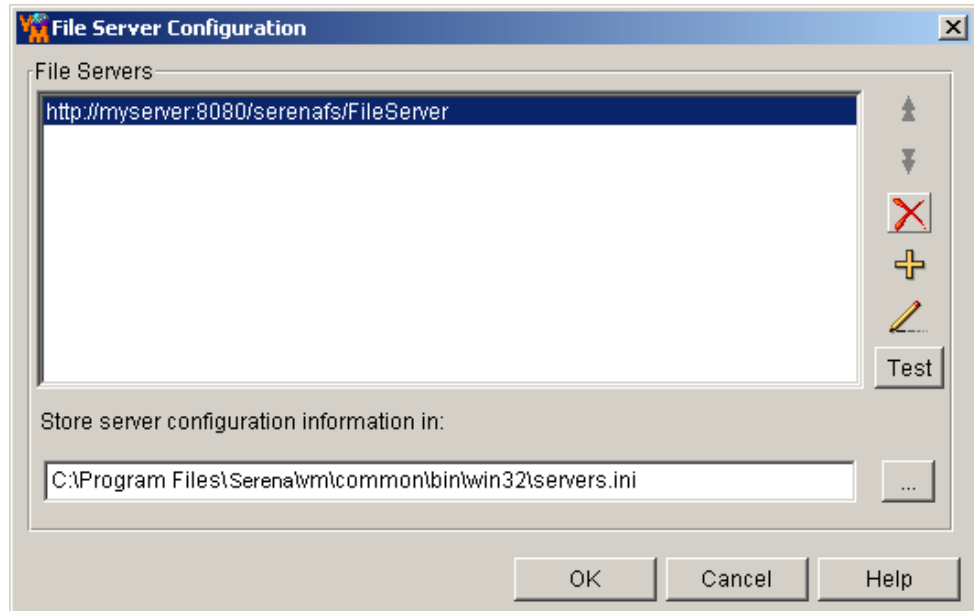 File Server Configuration
File Servers
http://myserver:8080/serenafs/FileServer
Test
Store server configuration information in:
C:\Program Files\Serena\vm\common\bin\win32\servers.ini
...
OK
Cancel
Help